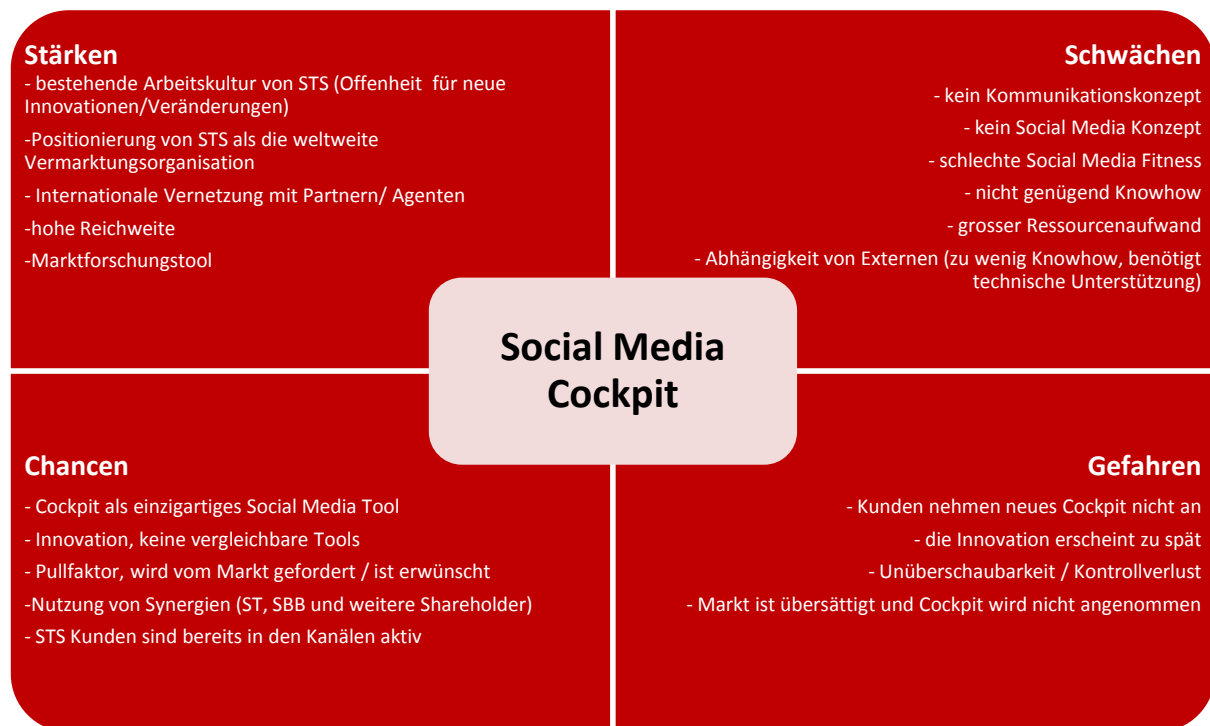 Stärken
- bestehende Arbeitskultur von STS (Offenheit für neue
Innovationen/Veränderungen)
-Positionierung von STS als die weltweite
Vermarktungsorganisation
- Internationale Vernetzung mit Partnern/ Agenten
-hohe Reichweite
-Marktforschungstool
Schwächen
- kein Kommunikationskonzept
- kein Social Media Konzept
- schlechte Social Media Fitness
- nicht genügend Knowhow
- grosser Ressourcenaufwand
- Abhängigkeit von Externen (zu wenig Knowhow, benötigt
technische Unterstützung)
Social Media
Cockpit
Chancen
- Cockpit als einzigartiges Social Media Tool
- Innovation, keine vergleichbare Tools
- Pullfaktor, wird vom Markt gefordert / ist erwünscht
-Nutzung von Synergien (ST, SBB und weitere Shareholder)
- STS Kunden sind bereits in den Kanälen aktiv
Gefahren
- Kunden nehmen neues Cockpit nicht an
- die Innovation erscheint zu spät
- Unüberschaubarkeit / Kontrollverlust
- Markt ist übersättigt und Cockpit wird nicht angenommen